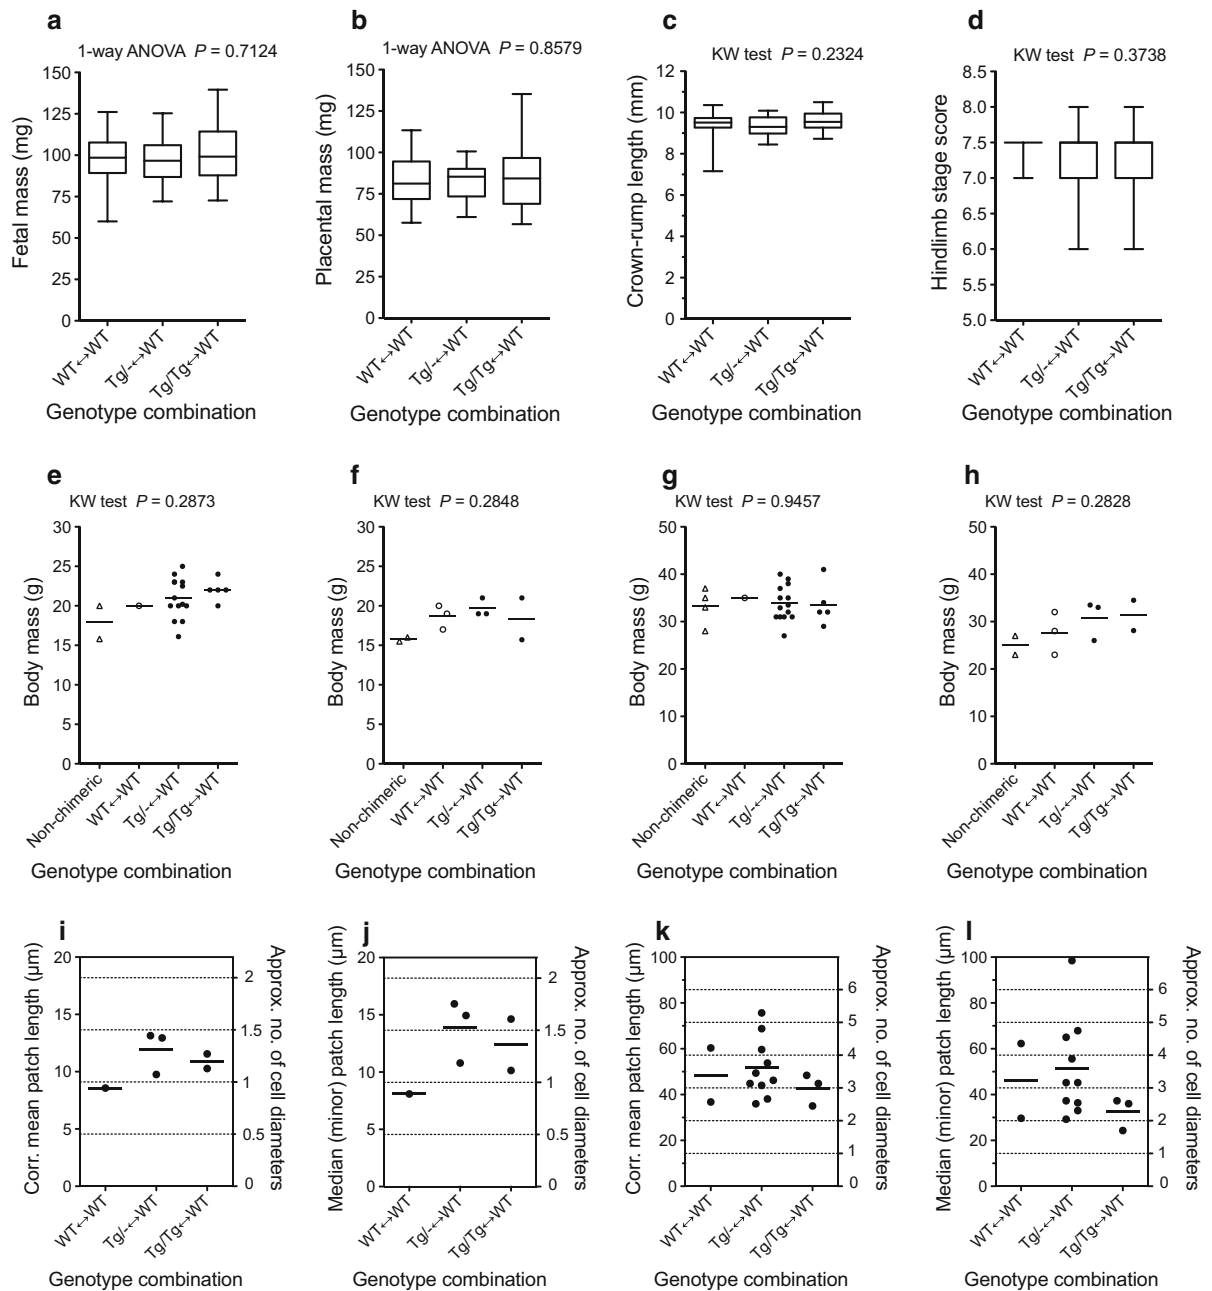 a
1-way ANOVA P = 0.7124
Fetal mass (mg)
150
125
100
75
50
25
0
WT↔WT
Tg/-↔WT
Tg/Tg↔WT
Genotype combination
b
1-way ANOVA P = 0.8579
Placental mass (mg)
150
125
100
75
50
25
0
WT↔WT
Tg/-↔WT
Tg/Tg↔WT
Genotype combination
c
KW test P = 0.2324
Crown-rump length (mm)
12
10
8
6
4
2
0
WT↔WT
Tg/-↔WT
Tg/Tg↔WT
Genotype combination
d
KW test P = 0.3738
Hindlimb stage score
8.5
8.0
7.5
7.0
6.5
6.0
5.5
5.0
WT↔WT
Tg/-↔WT
Tg/Tg↔WT
Genotype combination
e
KW test P = 0.2873
Body mass (g)
30
25
20
15
10
5
0
Non-chimeric
WT↔WT
Tg/-↔WT
Tg/Tg↔WT
Genotype combination
f
KW test P = 0.2848
Body mass (g)
30
25
20
15
10
5
0
Non-chimeric
WT↔WT
Tg/-↔WT
Tg/Tg↔WT
Genotype combination
g
KW test P = 0.9457
Body mass (g)
50
40
30
20
10
0
Non-chimeric
WT↔WT
Tg/-↔WT
Tg/Tg↔WT
Genotype combination
h
KW test P = 0.2828
Body mass (g)
50
40
30
20
10
0
Non-chimeric
WT↔WT
Tg/-↔WT
Tg/Tg↔WT
Genotype combination
i
Corr. mean patch length (µm)
20
15
10
5
0
2
1.5
1
0.5
0
Approx. no. of cell diameters
WT↔WT
Tg/-↔WT
Tg/Tg↔WT
Genotype combination
j
Median (minor) patch length (µm)
20
15
10
5
0
2
1.5
1
0.5
0
Approx. no. of cell diameters
WT↔WT
Tg/-↔WT
Tg/Tg↔WT
Genotype combination
k
Corr. mean patch length (µm)
100
80
60
40
20
0
6
5
4
3
2
1
0
Approx. no. of cell diameters
WT↔WT
Tg/-↔WT
Tg/Tg↔WT
Genotype combination
l
Median (minor) patch length (µm)
100
80
60
40
20
0
6
5
4
3
2
1
0
Approx. no. of cell diameters
WT↔WT
Tg/-↔WT
Tg/Tg↔WT
Genotype combination